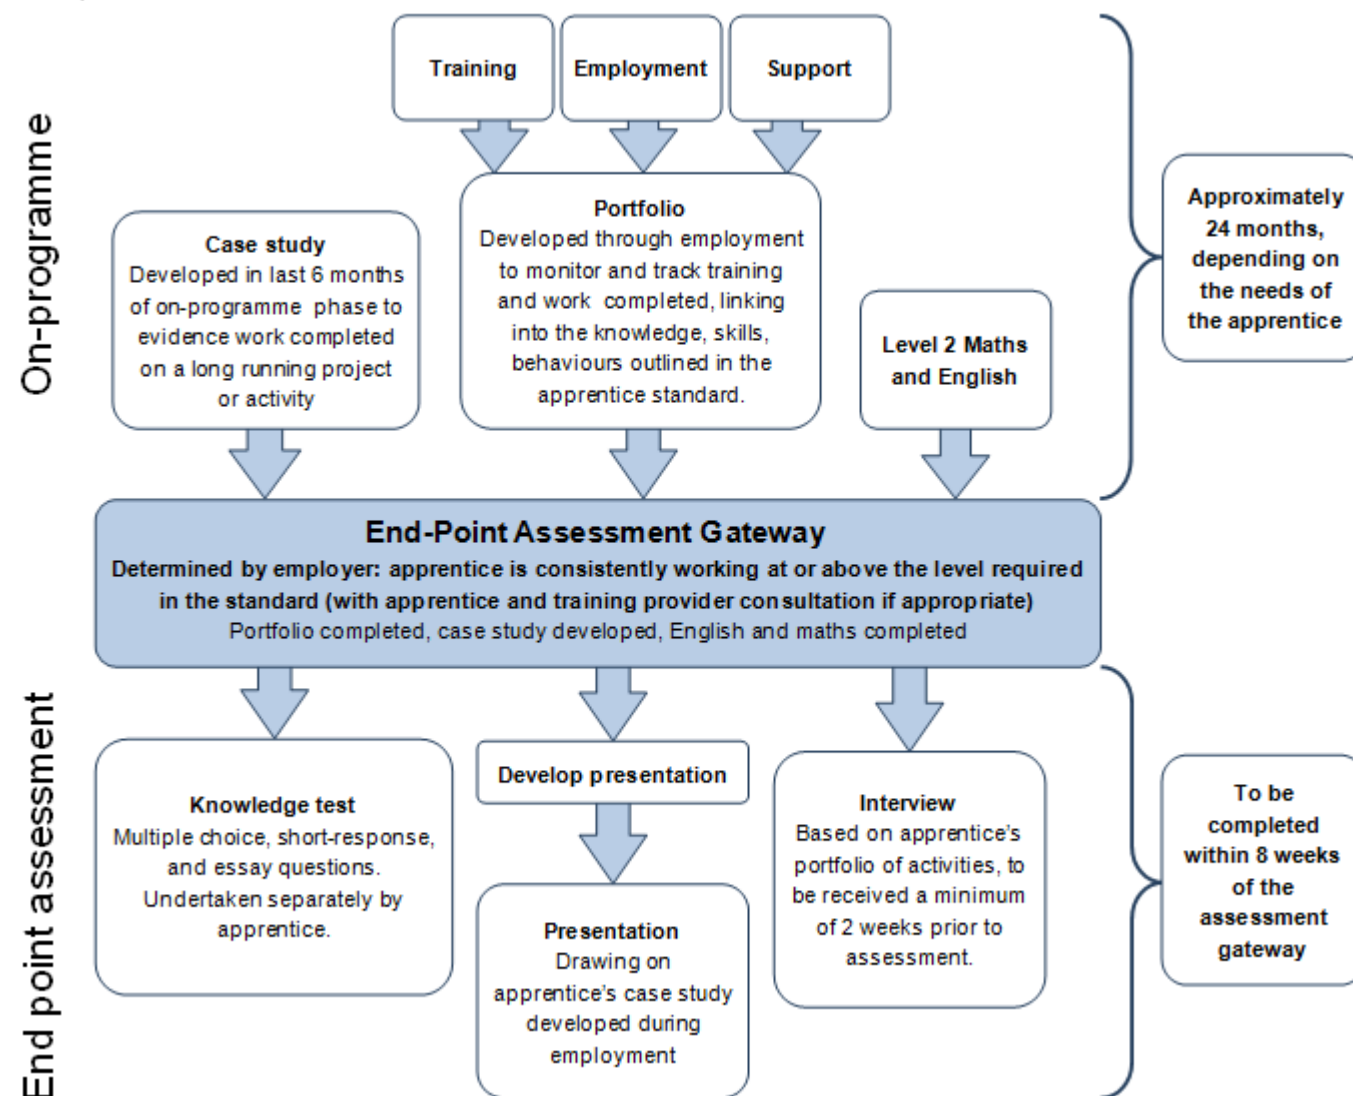 On-programme
Training
Employment
Support
Case study
Developed in last 6 months
of on-programme phase to
evidence work completed
on a long running project
or activity
Portfolio
Developed through employment
to monitor and track training
and work completed, linking
into the knowledge, skills,
behaviours outlined in the
apprentice standard.
Level 2 Maths
and English
Approximately
24 months,
depending on
the needs of
the apprentice
End-Point Assessment Gateway
Determined by employer: apprentice is consistently working at or above the level required
in the standard (with apprentice and training provider consultation if appropriate)
Portfolio completed, case study developed, English and maths completed
End point assessment
Knowledge test
Multiple choice, short-response,
and essay questions.
Undertaken separately by
apprentice.
Develop presentation
Presentation
Drawing on
apprentice's case study
developed during
employment
Interview
Based on apprentice's
portfolio of activities, to
be received a minimum
of 2 weeks prior to
assessment.
To be
completed
within 8 weeks
of the
assessment
gateway